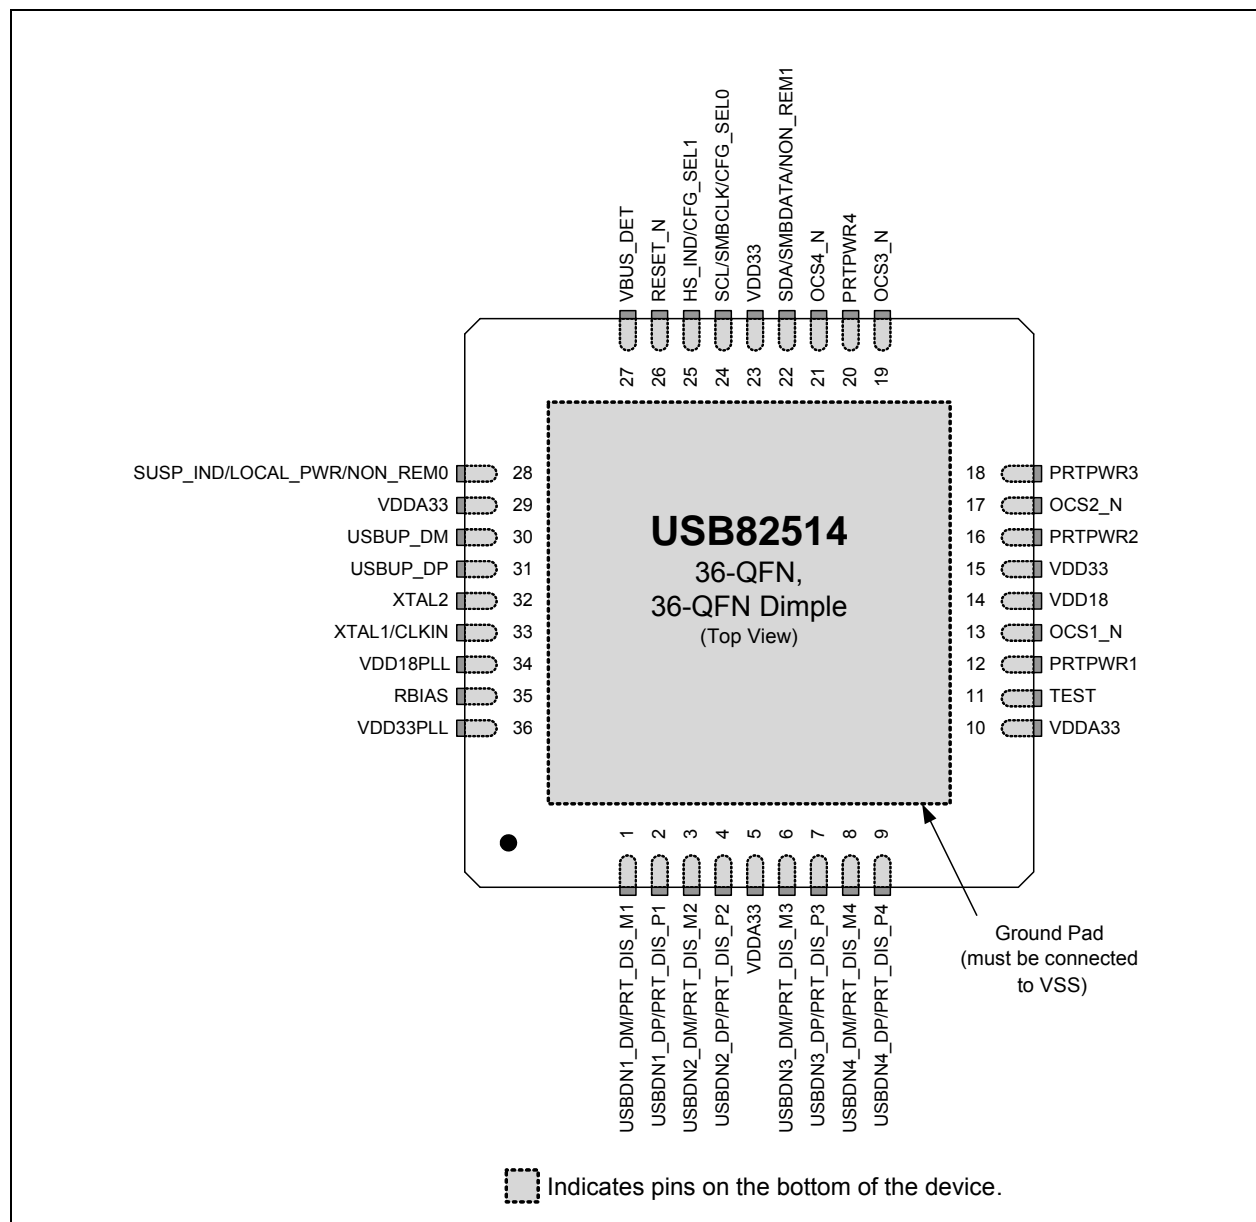 VBUS_DET
RESET_N
HS_IND/CFG_SEL1
SCL/SMBCLK/CFG_SEL0
VDD33
SDA/SMBDATA/NON_REM1
OCS4_N
PRTPWR4
OCS3_N
27
26
25
24
23
22
21
20
19
SUSP_IND/LOCAL_PWR/NON_REM0 28
VDDA33 29
USBUP_DM 30
USBUP_DP 31
XTAL2 32
XTAL1/CLKIN 33
VDD18PLL 34
RBIAS 35
VDD33PLL 36
USB82514
36-QFN,
36-QFN Dimple
(Top View)
18 PRTPWR3
17 OCS2_N
16 PRTPWR2
15 VDD33
14 VDD18
13 OCS1_N
12 PRTPWR1
11 TEST
10 VDDA33
1
2
3
4
5
6
7
8
9
USBDN1_DM/PRT_DIS_M1
USBDN1_DP/PRT_DIS_P1
USBDN2_DM/PRT_DIS_M2
USBDN2_DP/PRT_DIS_P2
VDDA33
USBDN3_DM/PRT_DIS_M3
USBDN3_DP/PRT_DIS_P3
USBDN4_DM/PRT_DIS_M4
USBDN4_DP/PRT_DIS_P4
Ground Pad
(must be connected
to VSS)
Indicates pins on the bottom of the device.